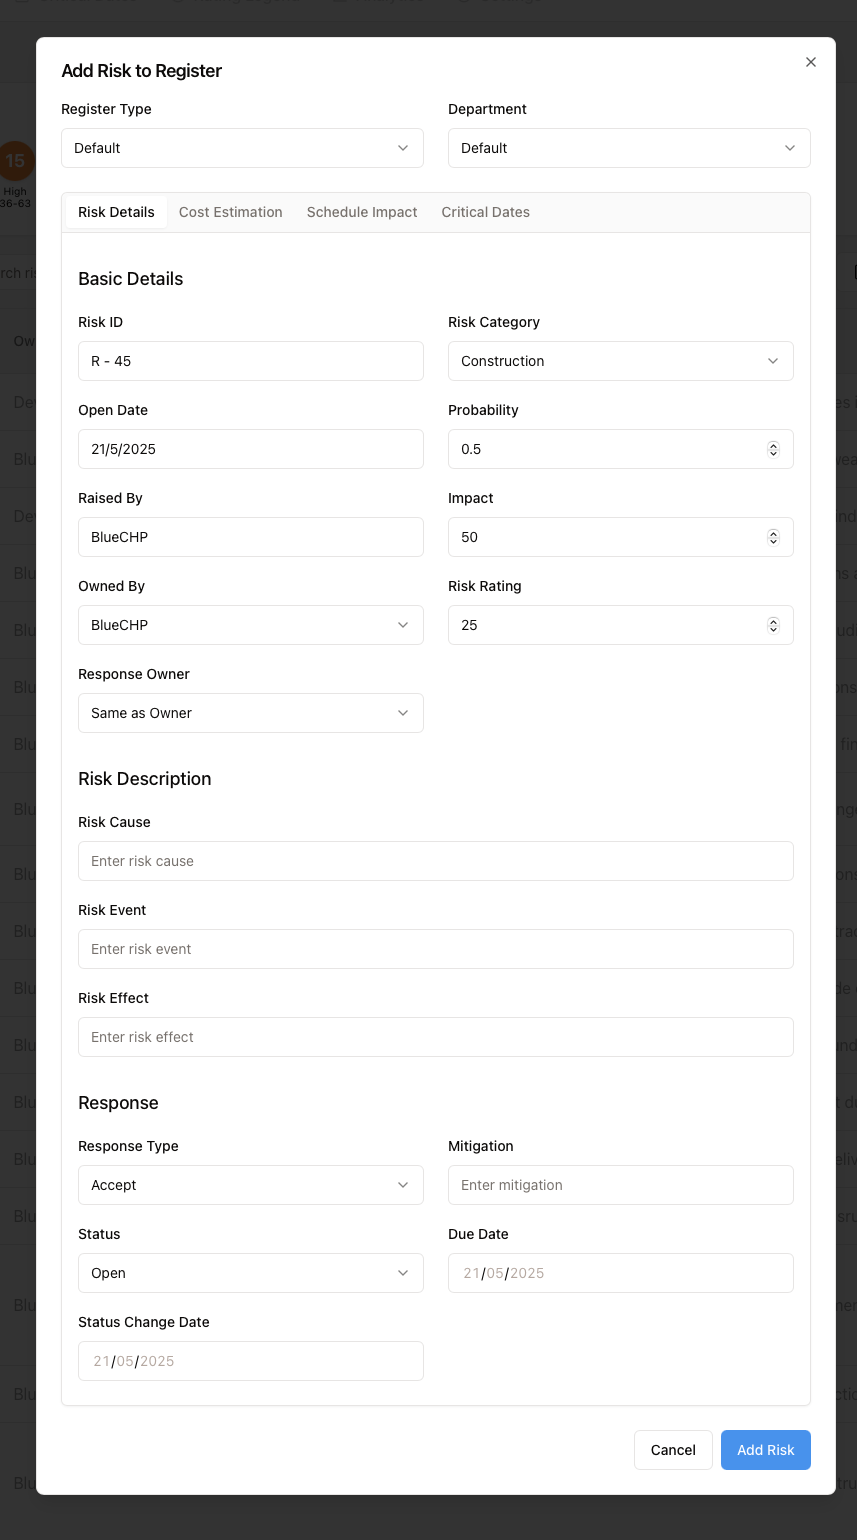 Add Risk to Register
Register Type
Department
Default
Default
15
High
36-63
Risk Details
Cost Estimation
Schedule Impact
Critical Dates
Basic Details
Risk ID
Risk Category
R - 45
Construction
Open Date
Probability
21/5/2025
0.5
Raised By
Impact
BlueCHP
50
Owned By
Risk Rating
BlueCHP
25
Response Owner
Same as Owner
Risk Description
Risk Cause
Enter risk cause
Risk Event
Enter risk event
Risk Effect
Enter risk effect
Response
Response Type
Mitigation
Accept
Enter mitigation
Status
Due Date
Open
21/05/2025
Status Change Date
21/05/2025
Cancel
Add Risk